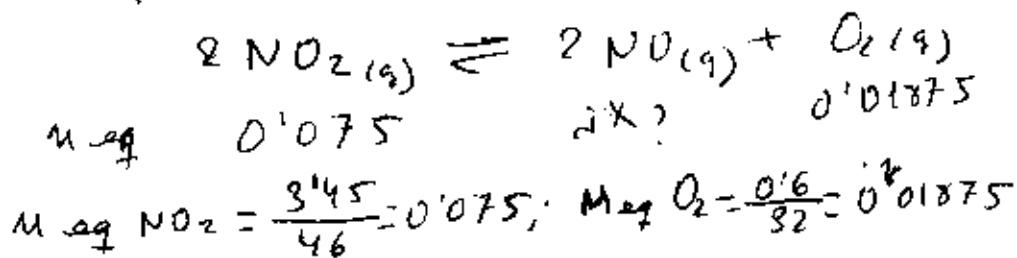 2 NO₂(g) ⇌ 2 NO(g) + O₂(g)
n eq 0'075 ¿x? 0'01875
n eq NO₂ = 3'45/46 = 0'075; n eq O₂ = 0'6/32 = 0'01875